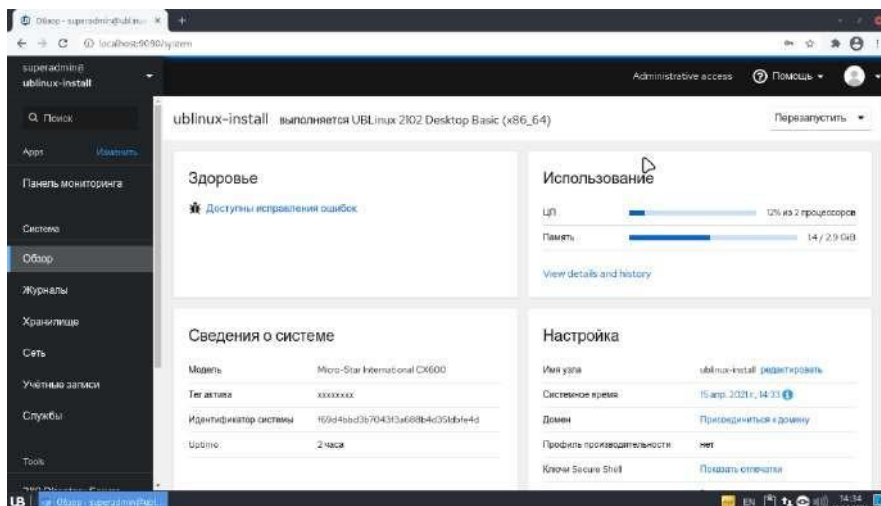 Обзор - superadmin@ubl
localhost:9090/system
superadmin@
ublinux-install
Administrative access
Помощь
Поиск
ublinux-install выполняется UBLinux 2102 Desktop Basic (x86_64)
Перезапустить
Apps Изменить
Панель мониторинга
Система
Обзор
Журналы
Хранилище
Сеть
Учётные записи
Службы
Tools
Здоровье
Доступны исправления ошибок
Использование
ЦП 12% из 2 процессоров
Память 1.4 / 2.9 GiB
View details and history
Сведения о системе
Модель Micro-Star International CX600
Тег актива xxxxxxxx
Идентификатор системы
Uptime 2 часа
Настройка
Имя узла ublinux-install редактировать
Системное время 15 апр. 2021 г., 14:33
Домен Присоединиться к домену
Профиль производительности нет
Ключи Secure Shell Показать отпечатки
UB Обзор - superadmin@ubl...
EN 14:34